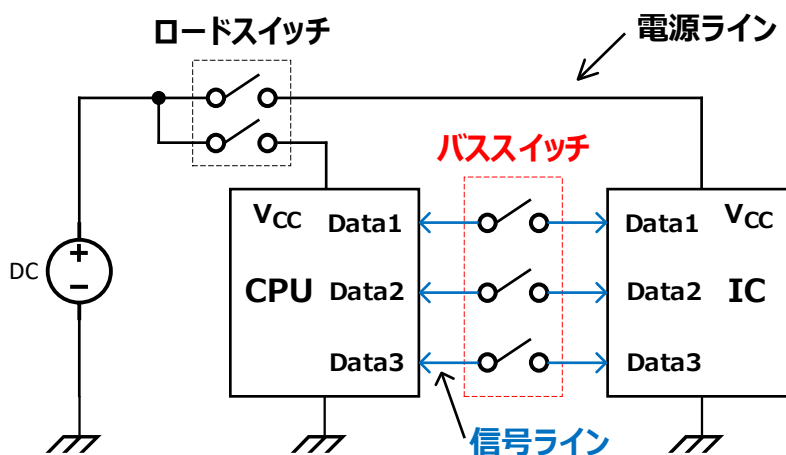 ロードスイッチ
電源ライン
バススイッチ
VCC
Data1
Data1
VCC
DC
CPU
Data2
Data2
IC
Data3
Data3
信号ライン